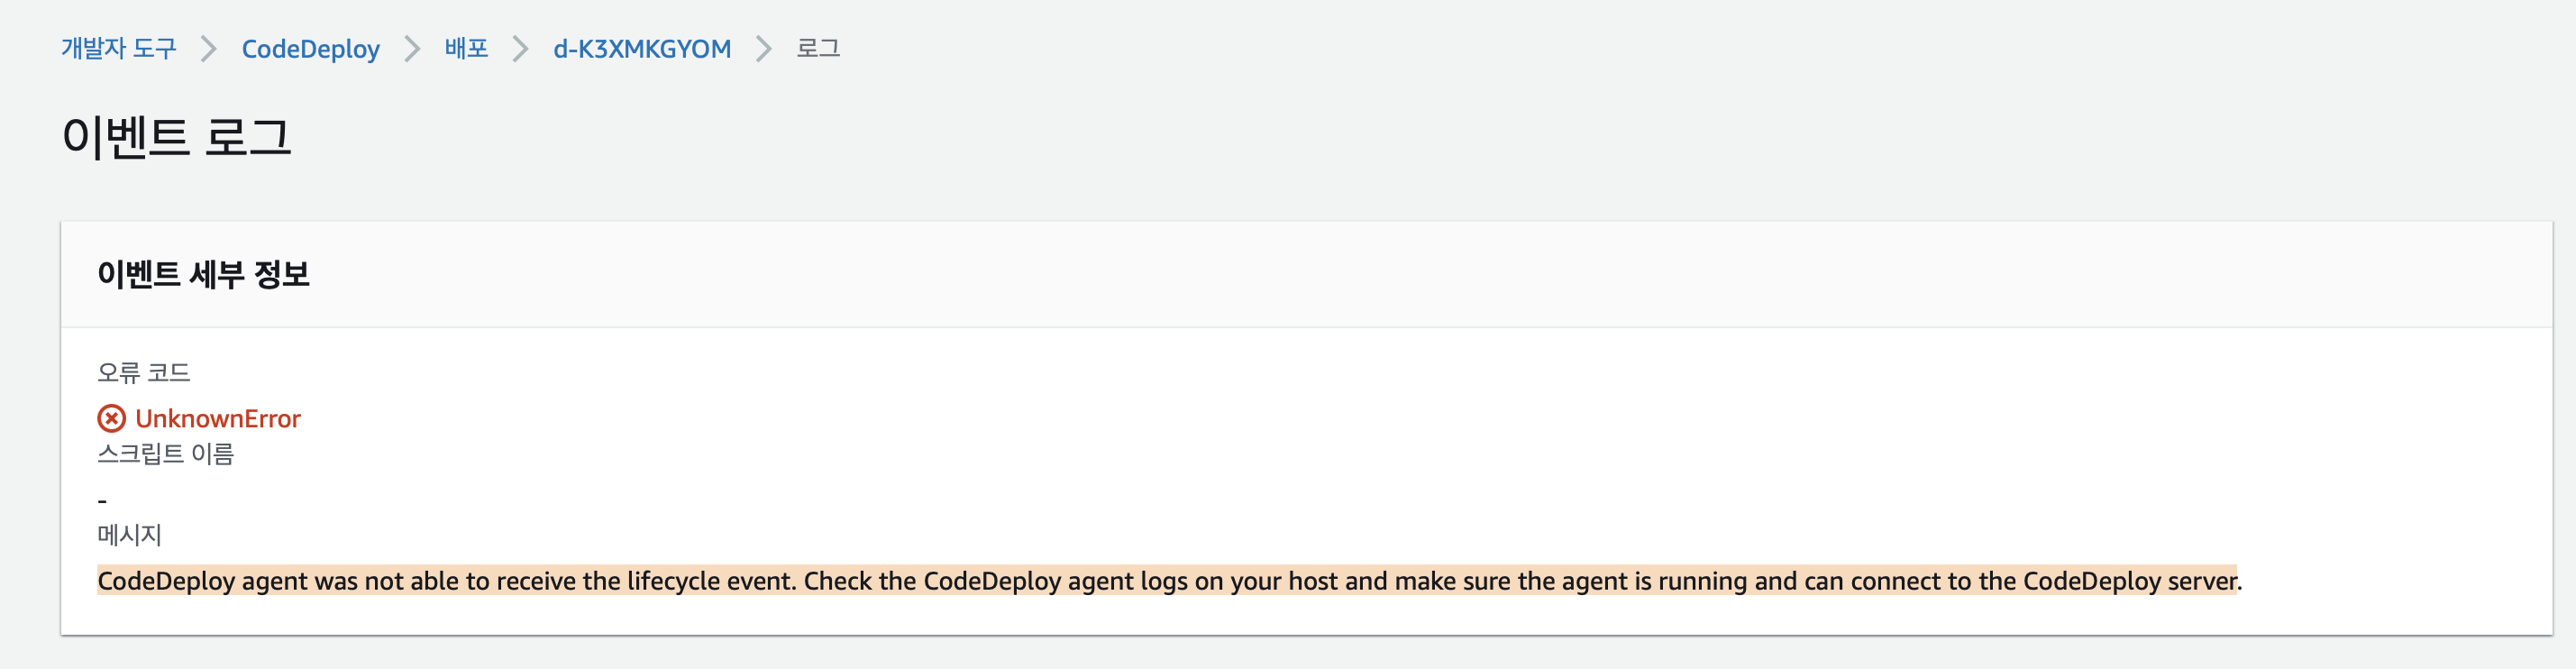 개발자 도구 > CodeDeploy > 배포 > d-K3XMKGYOM > 로그
이벤트 로그
이벤트 세부 정보
오류 코드
UnknownError
스크립트 이름
-
메시지
CodeDeploy agent was not able to receive the lifecycle event. Check the CodeDeploy agent logs on your host and make sure the agent is running and can connect to the CodeDeploy server.